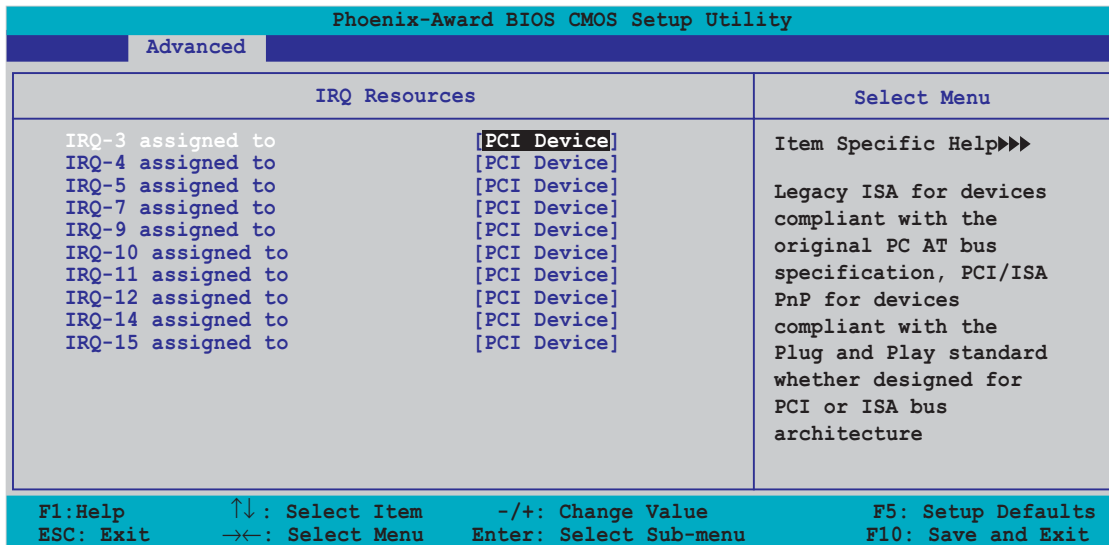 Phoenix-Award BIOS CMOS Setup Utility
Advanced
IRQ Resources
Select Menu
IRQ-3 assigned to [PCI Device]
IRQ-4 assigned to [PCI Device]
IRQ-5 assigned to [PCI Device]
IRQ-7 assigned to [PCI Device]
IRQ-9 assigned to [PCI Device]
IRQ-10 assigned to [PCI Device]
IRQ-11 assigned to [PCI Device]
IRQ-12 assigned to [PCI Device]
IRQ-14 assigned to [PCI Device]
IRQ-15 assigned to [PCI Device]
Item Specific Help▶▶▶
Legacy ISA for devices
compliant with the
original PC AT bus
specification, PCI/ISA
PnP for devices
compliant with the
Plug and Play standard
whether designed for
PCI or ISA bus
architecture
F1:Help ↑↓: Select Item -/+: Change Value F5: Setup Defaults
ESC: Exit →←: Select Menu Enter: Select Sub-menu F10: Save and Exit